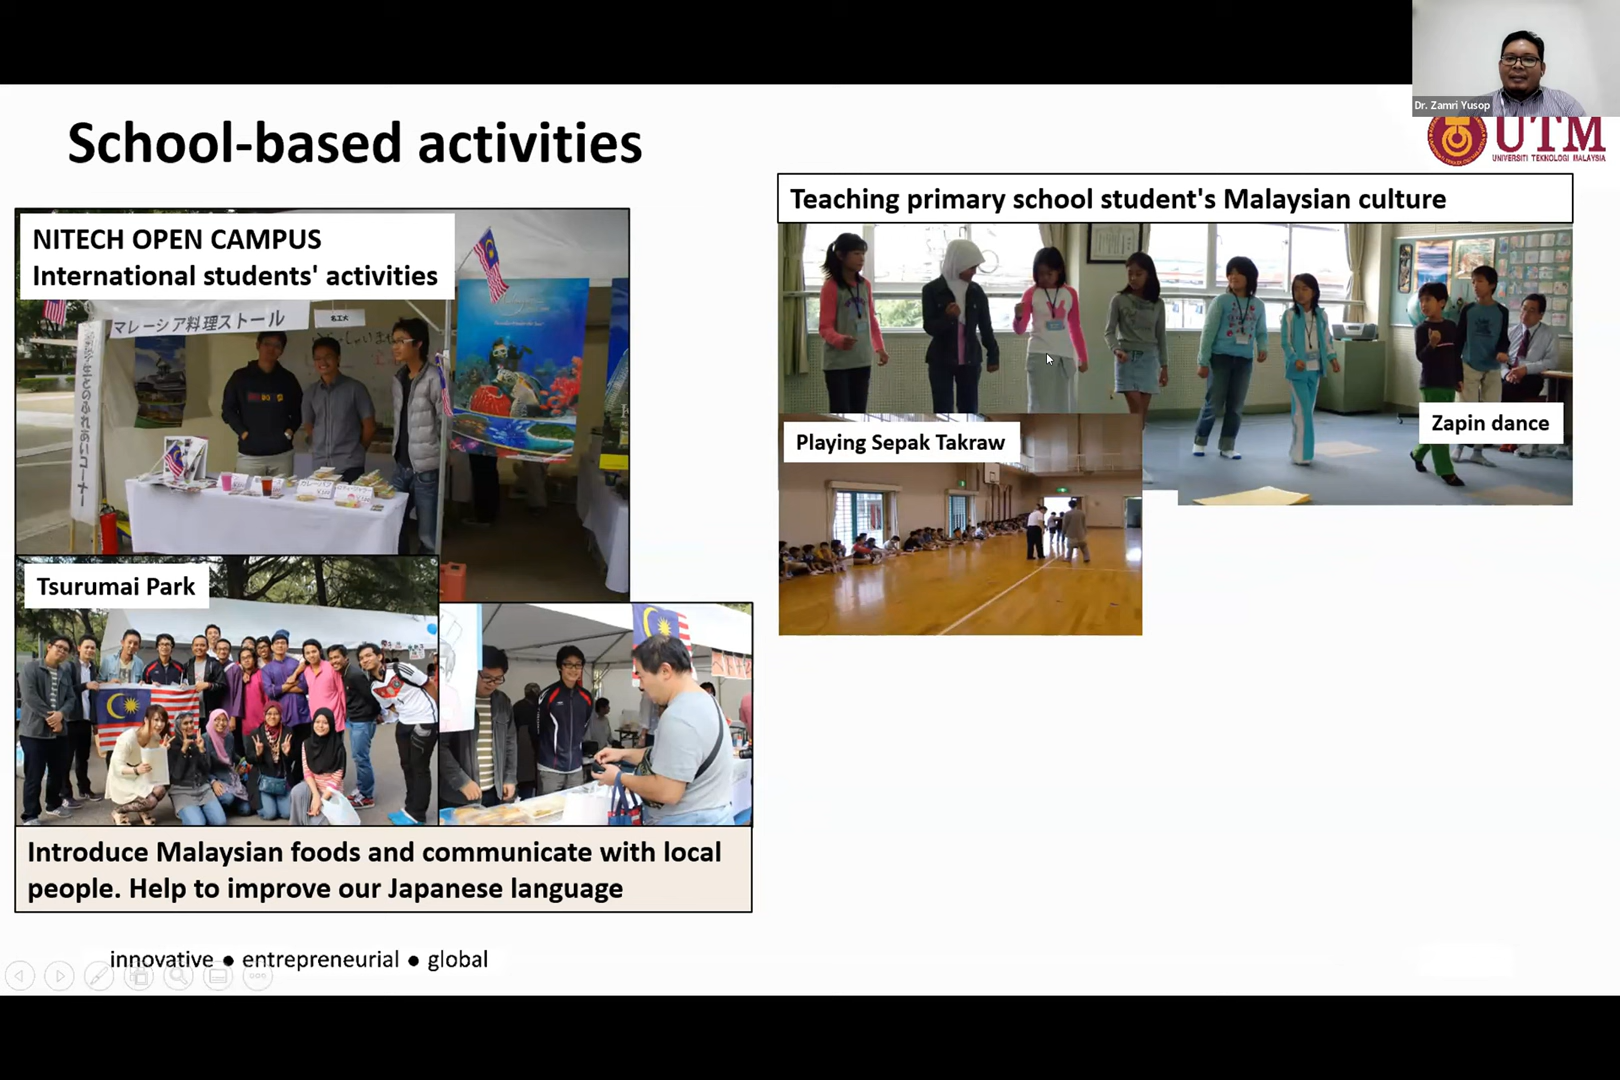 Dr. Zamri Yusop
School-based activities
UTM
UNIVERSITI TEKNOLOGI MALAYSIA
NITECH OPEN CAMPUS
International students' activities
マレーシア料理ストール
名工大
Teaching primary school student's Malaysian culture
Zapin dance
Playing Sepak Takraw
Tsurumai Park
Introduce Malaysian foods and communicate with local
people. Help to improve our Japanese language
innovative ● entrepreneurial ● global